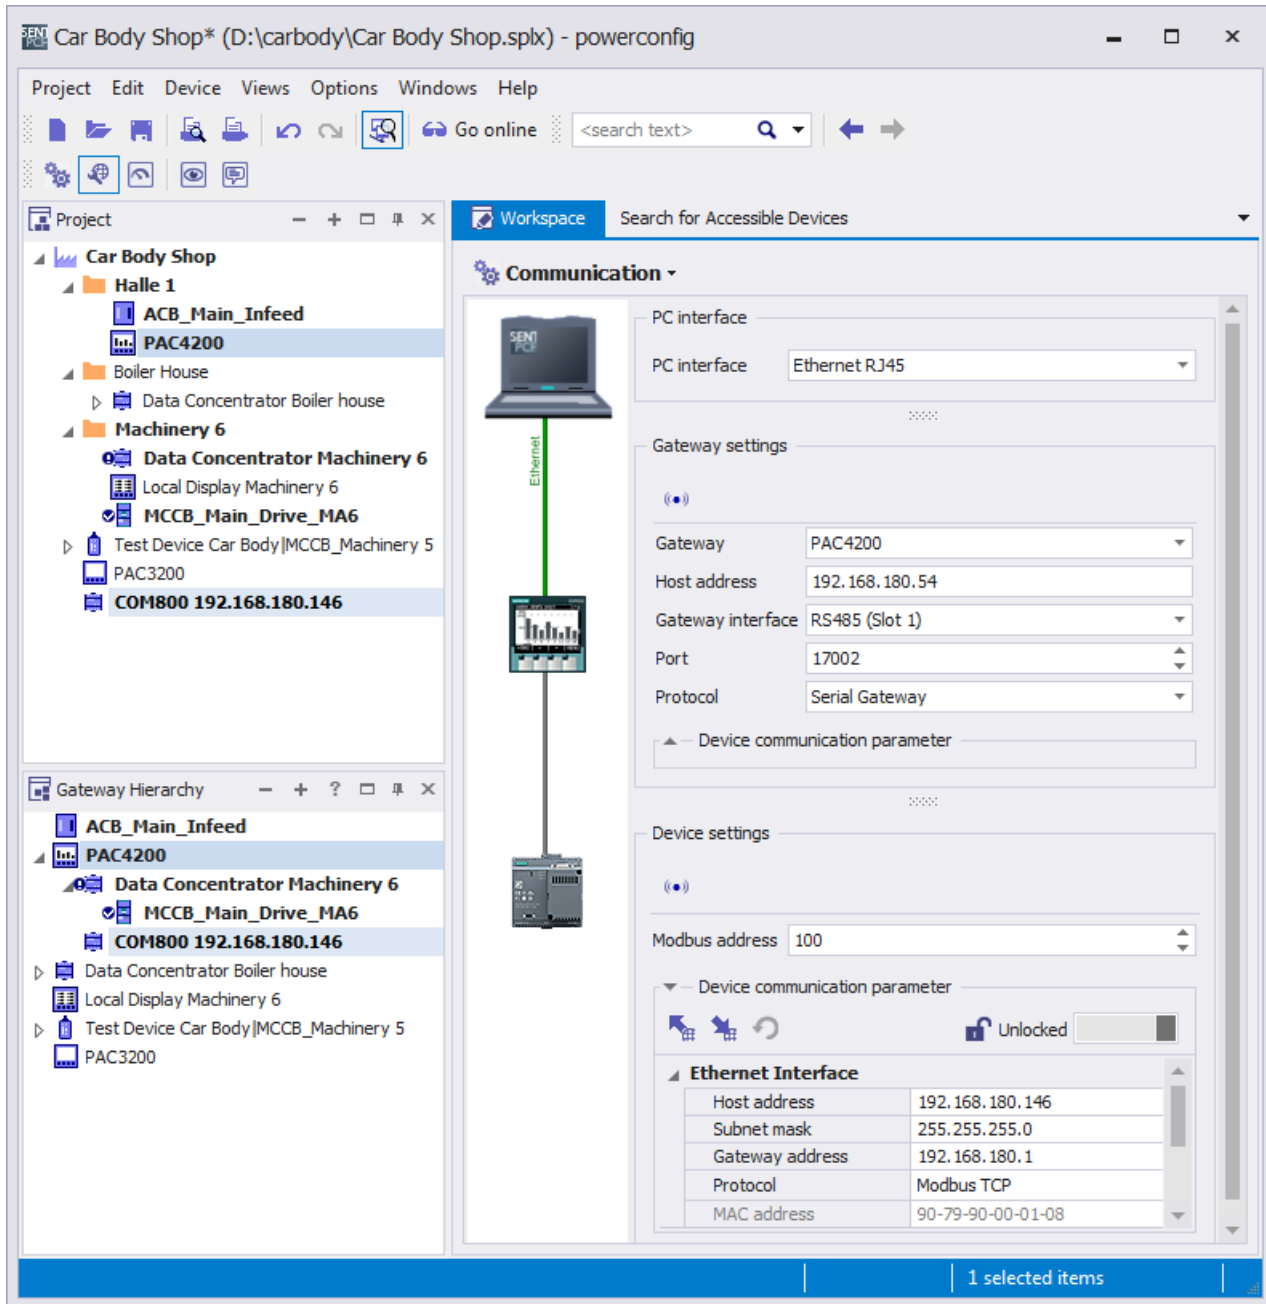 Car Body Shop* (D:\carbody\Car Body Shop.splx) - powerconfig
Project Edit Device Views Options Windows Help
Go online <search text>
Project
Car Body Shop
Halle 1
ACB_Main_Infeed
PAC4200
Boiler House
Data Concentrator Boiler house
Machinery 6
Data Concentrator Machinery 6
Local Display Machinery 6
MCCB_Main_Drive_MA6
Test Device Car Body|MCCB_Machinery 5
PAC3200
COM800 192.168.180.146
Gateway Hierarchy
ACB_Main_Infeed
PAC4200
Data Concentrator Machinery 6
MCCB_Main_Drive_MA6
COM800 192.168.180.146
Data Concentrator Boiler house
Local Display Machinery 6
Test Device Car Body|MCCB_Machinery 5
PAC3200
Workspace Search for Accessible Devices
Communication
SENT
PCF
Ethernet
PC interface
PC interface Ethernet RJ45
Gateway settings
Gateway PAC4200
Host address 192.168.180.54
Gateway interface RS485 (Slot 1)
Port 17002
Protocol Serial Gateway
Device communication parameter
Device settings
Modbus address 100
Device communication parameter
Unlocked
Ethernet Interface
Host address 192.168.180.146
Subnet mask 255.255.255.0
Gateway address 192.168.180.1
Protocol Modbus TCP
MAC address 90-79-90-00-01-08
1 selected items